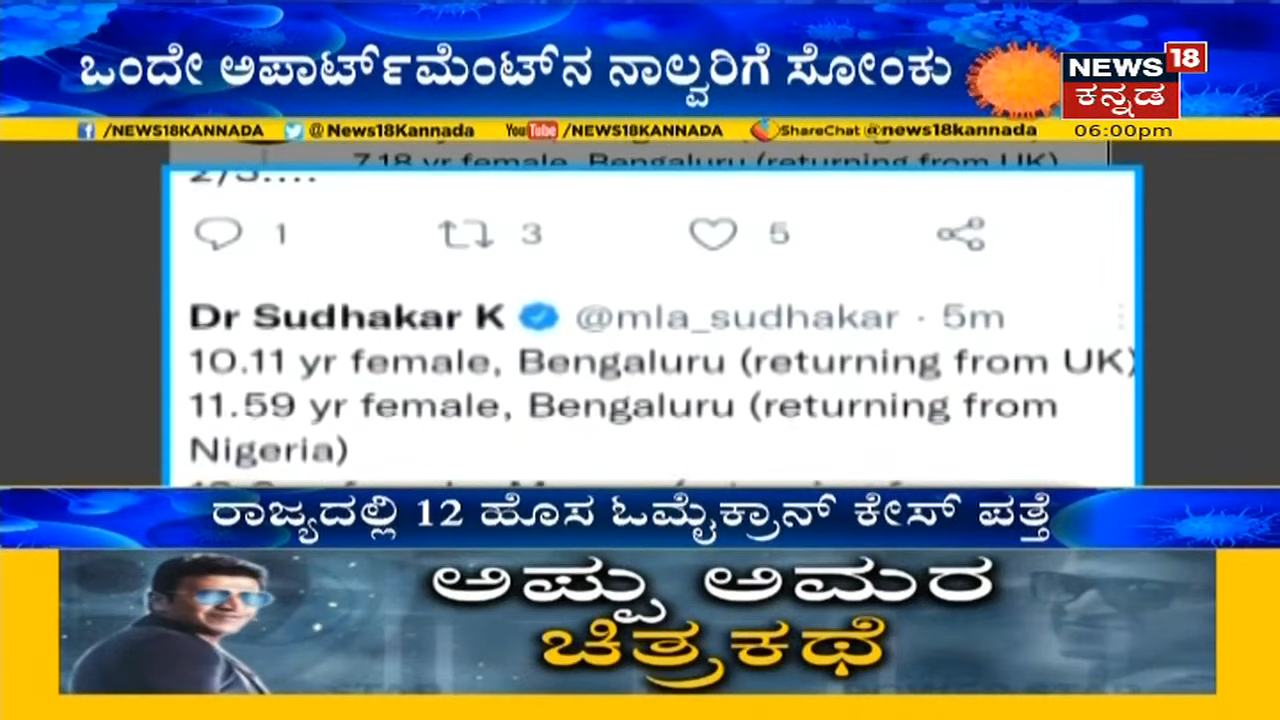 ಒಂದೇ ಅಪಾರ್ಟ್‌ಮೆಂಟ್‌ನ ನಾಲ್ವರಿಗೆ ಸೋಂಕು
NEWS 18
ಕನ್ನಡ
/NEWS18KANNADA @News18Kannada YouTube /NEWS18KANNADA ShareChat @news18kannada
06:00pm
7.18 yr female, Bengaluru (returning from UK)
2/3....
1 3 5
Dr Sudhakar K @mla_sudhakar · 5m
10.11 yr female, Bengaluru (returning from UK)
11.59 yr female, Bengaluru (returning from
Nigeria)
ರಾಜ್ಯದಲ್ಲಿ 12 ಹೊಸ ಓಮೈಕ್ರಾನ್ ಕೇಸ್ ಪತ್ತೆ
ಅಪ್ಪು ಅಮರ
ಚಿತ್ರಕಥೆ